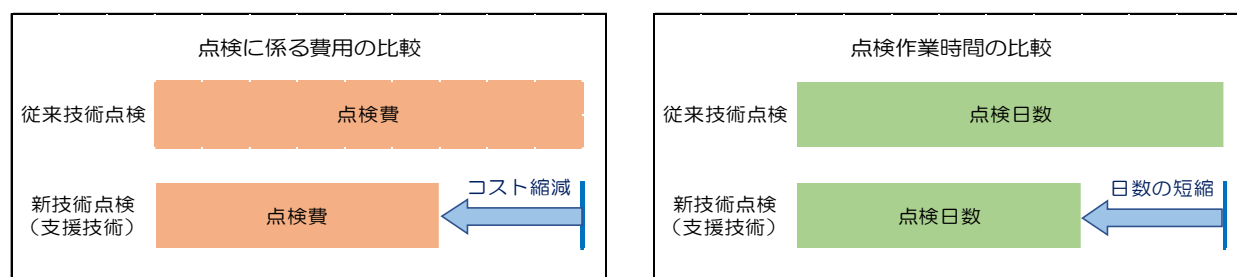 点検に係る費用の比較
従来技術点検
点検費
新技術点検
（支援技術）
点検費
コスト縮減
点検作業時間の比較
従来技術点検
点検日数
新技術点検
（支援技術）
点検日数
日数の短縮